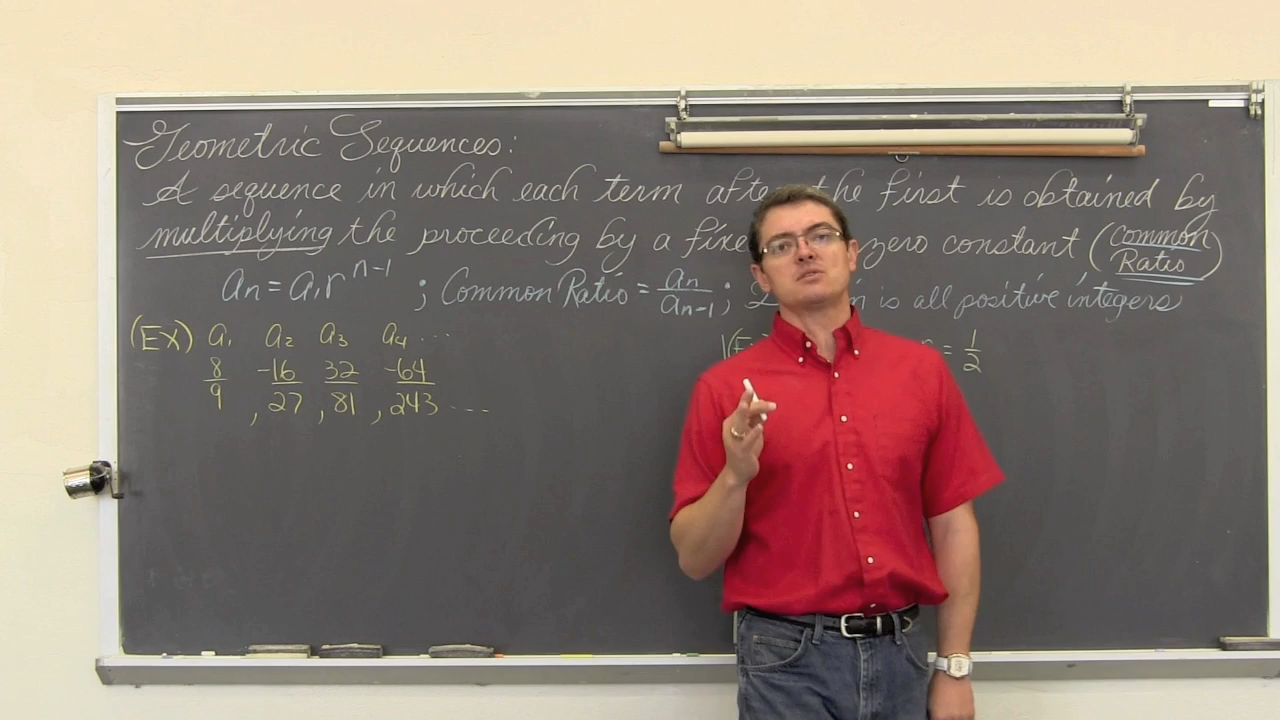 Geometric Sequences:
A sequence in which each term after the first is obtained by
multiplying the proceeding by a fixe zero constant (Common Ratio)
aₙ = a₁rⁿ⁻¹ ; Common Ratio = aₙ/aₙ₋₁ ; n is all positive integers
(EX) a₁ a₂ a₃ a₄ ...
8/9, -16/27, 32/81, -64/243 ...
= 1/2